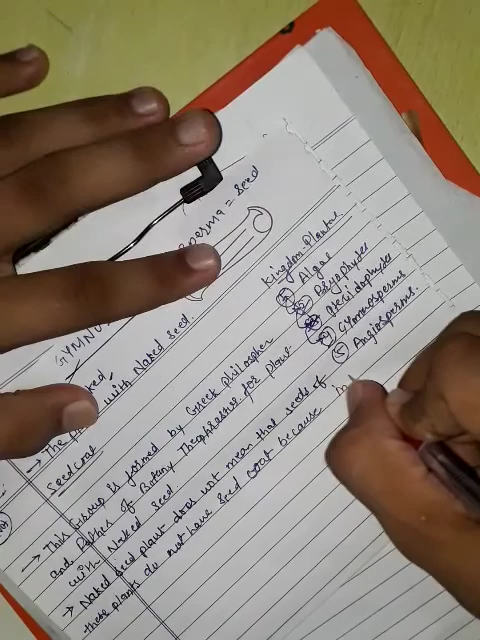 GYMNO
sperma = seed
Kingdom Plantae
① Algae
② Bryophytes
③ Pteridophytes
④ Gymnosperms
⑤ Angiosperms.
→ The
with Naked seed.
Seed coat
→ This Group is formed by Greek philosopher
and father of Botany Theophrastus for plant
with Naked seed.
→ Naked seed plant does not mean that seeds of
these plants do not have seed coat because in